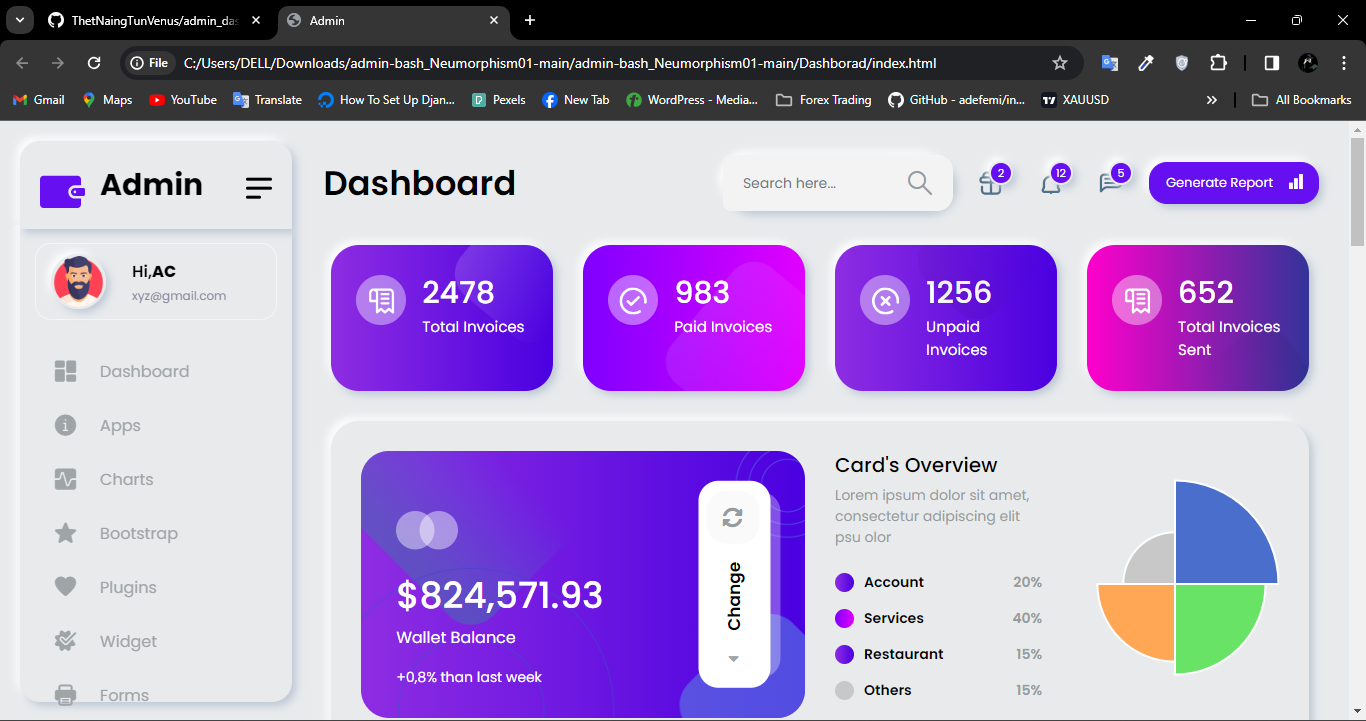 ThetNaingTunVenus/admin_das
Admin
File
C:/Users/DELL/Downloads/admin-bash_Neumorphism01-main/admin-bash_Neumorphism01-main/Dashborad/index.html
Gmail
Maps
YouTube
Translate
How To Set Up Djan...
Pexels
New Tab
WordPress - Media...
Forex Trading
GitHub - adefemi/in...
XAUUSD
»
All Bookmarks
Admin
Dashboard
Search here...
2
12
5
Generate Report
Hi,AC
xyz@gmail.com
Dashboard
Apps
Charts
Bootstrap
Plugins
Widget
Forms
2478
Total Invoices
983
Paid Invoices
1256
Unpaid
Invoices
652
Total Invoices
Sent
$824,571.93
Wallet Balance
+0,8% than last week
Change
Card's Overview
Lorem ipsum dolor sit amet,
consectetur adipiscing elit
psu olor
Account 20%
Services 40%
Restaurant 15%
Others 15%